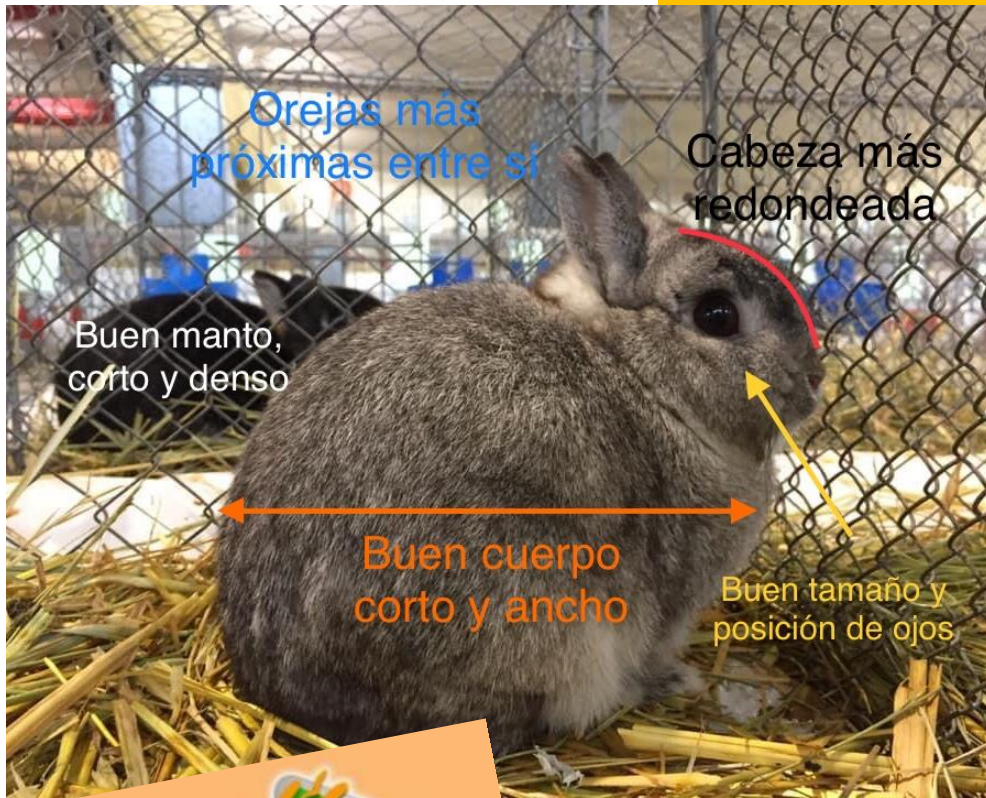 Orejas más
próximas entre sí
Cabeza más
redondeada
Buen manto,
corto y denso
Buen cuerpo
corto y ancho
Buen tamaño y
posición de ojos